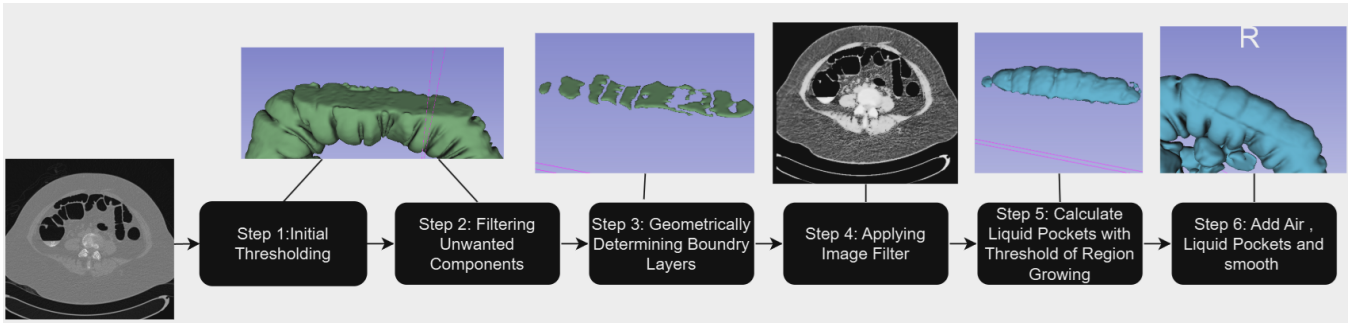 R
Step 1:Initial
Thresholding
Step 2: Filtering
Unwanted
Components
Step 3: Geometrically
Determining Boundry
Layers
Step 4: Applying
Image Filter
Step 5: Calculate
Liquid Pockets with
Threshold of Region
Growing
Step 6: Add Air ,
Liquid Pockets and
smooth